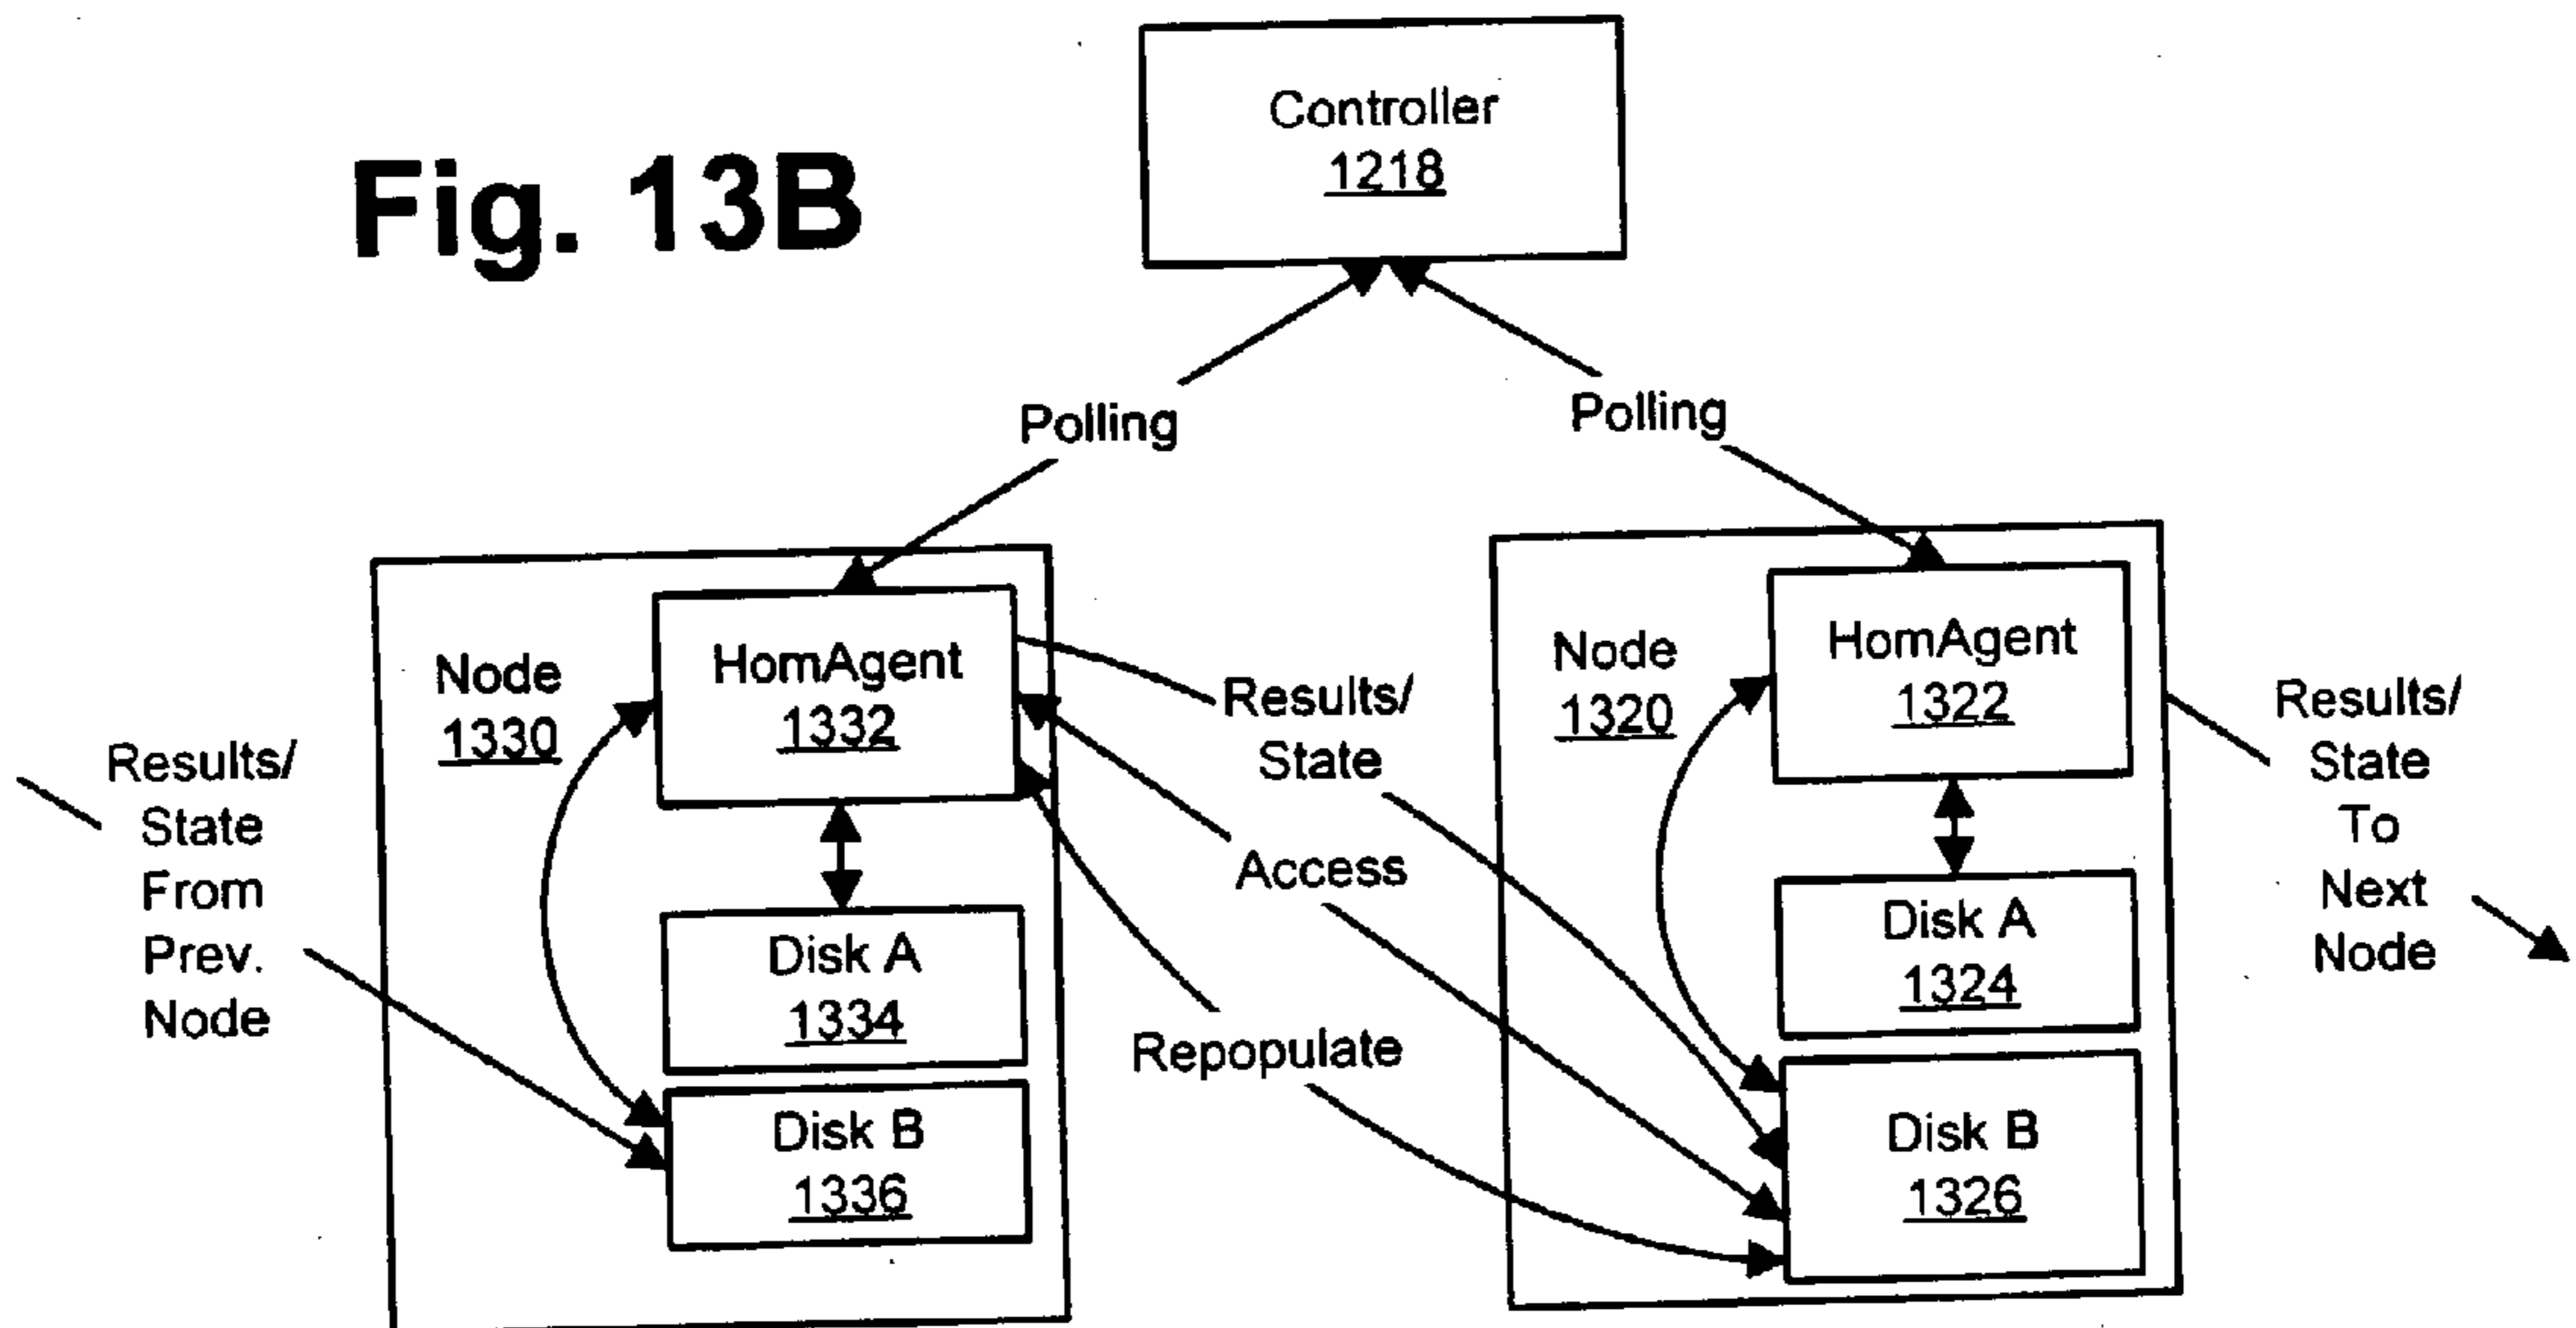 Fig. 13B
Controller
1218
Polling
Polling
Node
1330
HomAgent
1332
Disk A
1334
Disk B
1336
Results/
State
From
Prev.
Node
Results/
State
Access
Repopulate
Node
1320
HomAgent
1322
Disk A
1324
Disk B
1326
Results/
State
To
Next
Node